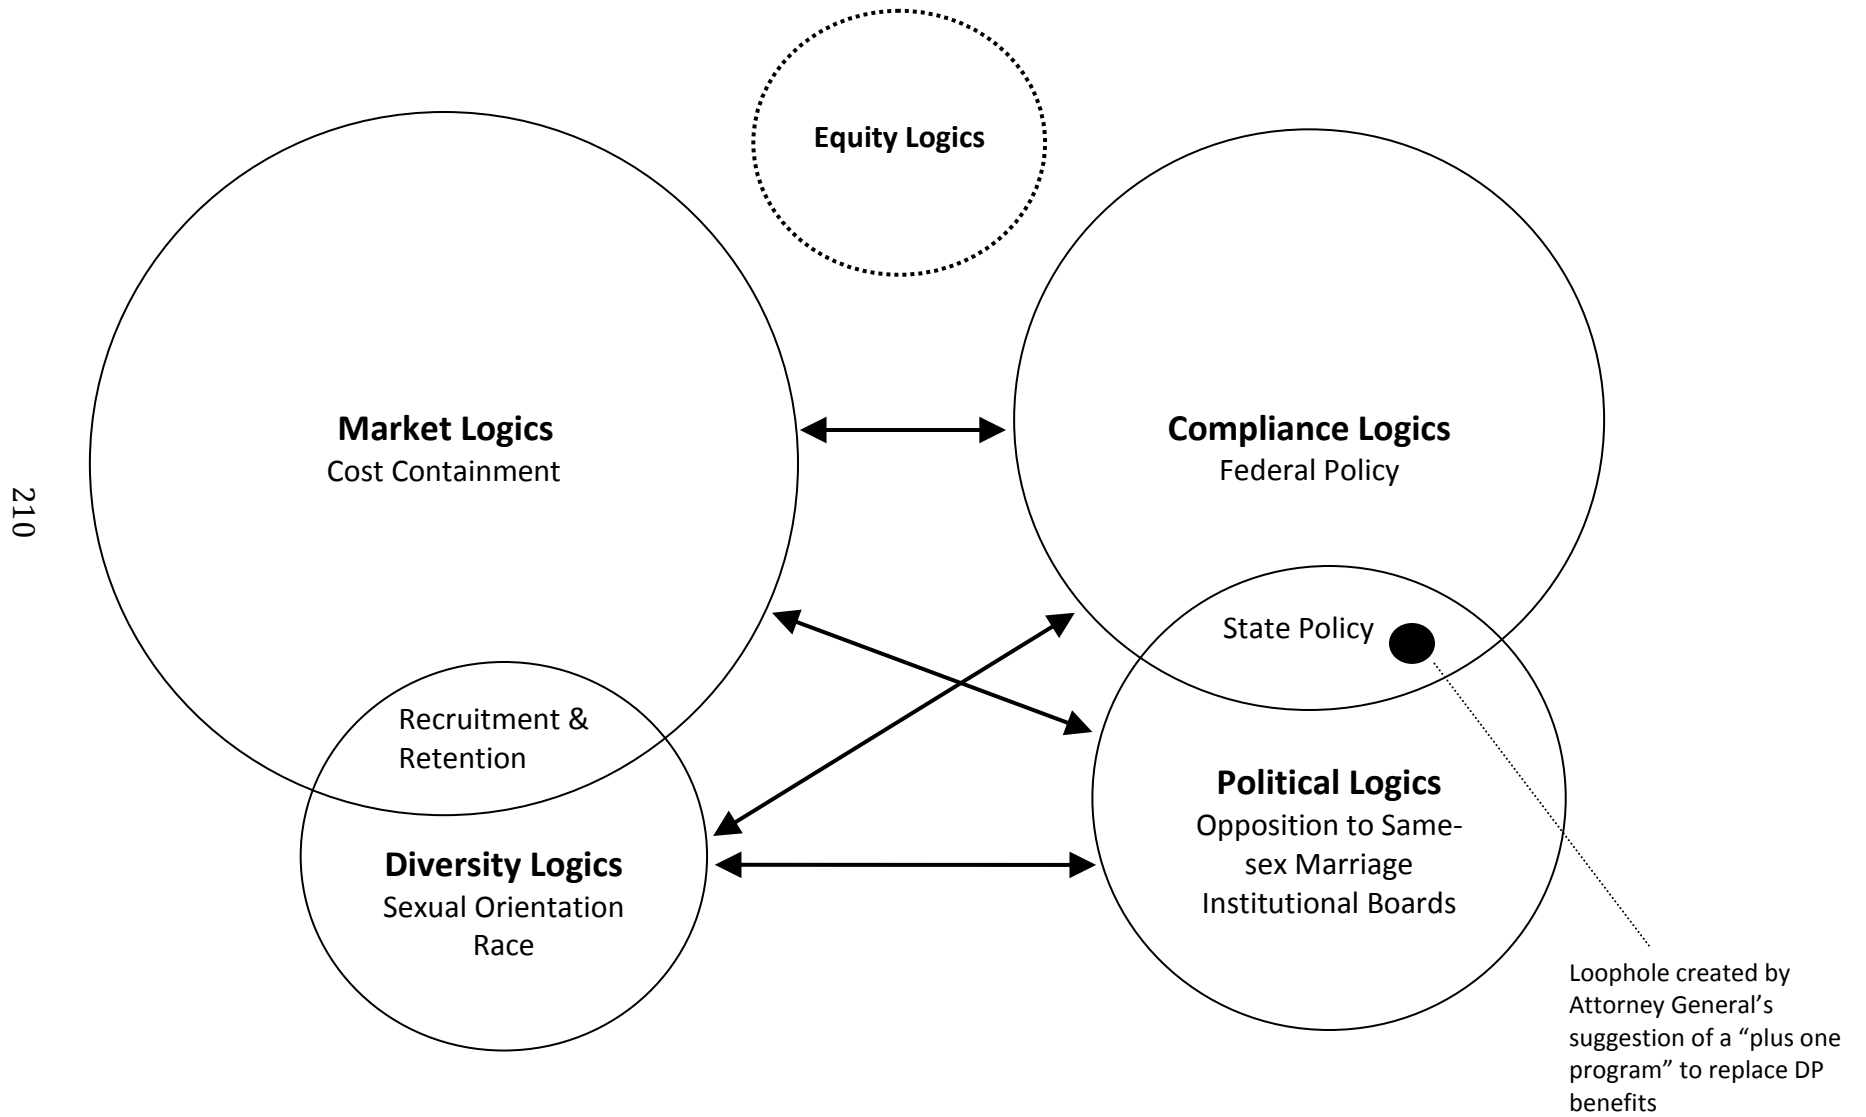 Equity Logics
Market Logics
Cost Containment
Compliance Logics
Federal Policy
210
State Policy
Recruitment &
Retention
Political Logics
Opposition to Same-
sex Marriage
Institutional Boards
Diversity Logics
Sexual Orientation
Race
Loophole created by
Attorney General’s
suggestion of a “plus one
program” to replace DP
benefits